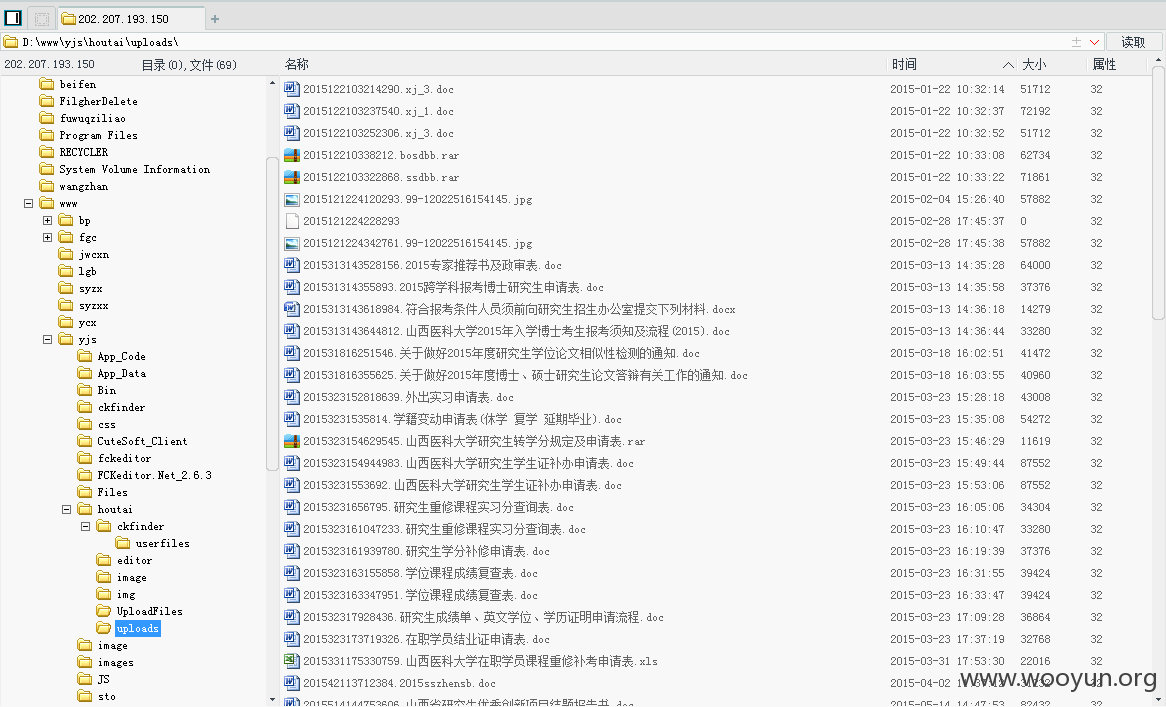 202.207.193.150
D:\www\yjs\houtai\uploads\
读取
202.207.193.150 目录(0),文件(69) 名称 时间 大小 属性
beifen
FilgherDelete
fuwuqiziliao
Program Files
RECYCLER
System Volume Information
wangzhan
www
bp
fgc
jwcxn
lgb
syzx
syzxx
ycx
yjs
App_Code
App_Data
Bin
ckfinder
css
CuteSoft_Client
fckeditor
FCKeditor.Net_2.6.3
Files
houtai
ckfinder
userfiles
editor
image
img
UploadFiles
uploads
image
images
JS
sto
2015122103214290.xj_3.doc 2015-01-22 10:32:14 51712 32
2015122103237540.xj_1.doc 2015-01-22 10:32:37 72192 32
2015122103252306.xj_3.doc 2015-01-22 10:32:52 51712 32
201512210338212.bosdbb.rar 2015-01-22 10:33:08 62734 32
2015122103322868.ssdbb.rar 2015-01-22 10:33:22 71861 32
2015121224120293.99-12022516154145.jpg 2015-02-04 15:26:40 57882 32
2015121224228293 2015-02-28 17:45:37 0 32
2015121224342761.99-12022516154145.jpg 2015-02-28 17:45:38 57882 32
2015313143528156.2015专家推荐书及政审表.doc 2015-03-13 14:35:28 64000 32
2015313144355893.2015跨学科报考博士研究生申请表.doc 2015-03-13 14:35:58 37376 32
2015313143618984.符合报考条件人员须前向研究生招生办公室提交下列材料.docx 2015-03-13 14:36:18 14279 32
2015313143644812.山西医科大学2015年入学博士考生报考须知及流程(2015).doc 2015-03-13 14:36:44 33280 32
201531816251546.关于做好2015年度研究生学位论文相似性检测的通知.doc 2015-03-18 16:02:51 41472 32
201531816355625.关于做好2015年度博士、硕士研究生论文答辩有关工作的通知.doc 2015-03-18 16:03:55 40960 32
2015323152818639.外出实习申请表.doc 2015-03-23 15:28:18 43008 32
20153231535814.学籍变动申请表(休学 复学 延期毕业).doc 2015-03-23 15:35:08 54272 32
2015323154629545.山西医科大学研究生转学分规定及申请表.rar 2015-03-23 15:46:29 11619 32
2015323154944983.山西医科大学研究生学生证补办申请表.doc 2015-03-23 15:49:44 87552 32
201532315 53692.山西医科大学研究生学生证补办申请表.doc 2015-03-23 15:53:06 87552 32
201532316 56795.研究生重修课程实习分查询表.doc 2015-03-23 16:05:06 34304 32
2015323161047233.研究生重修课程实习分查询表.doc 2015-03-23 16:10:47 33280 32
2015323161939780.研究生学分补修申请表.doc 2015-03-23 16:19:39 37376 32
2015323163155858.学位课程成绩复查表.doc 2015-03-23 16:31:55 39424 32
2015323163347951.学位课程成绩复查表.doc 2015-03-23 16:33:47 39424 32
201532317928436.研究生成绩单、英文学位、学历证明申请流程.doc 2015-03-23 17:09:28 36864 32
2015323173719326.在职学员结业证申请表.doc 2015-03-23 17:37:19 32768 32
2015331175330759.山西医科大学在职学员课程重修补考申请表.xls 2015-03-31 17:53:30 22016 32
201542113712384.2015sszhensb.doc 2015-04-02
www.wooyun.org
2015514144753606.山西省研究生优秀创新项目结题报告书.doc 2015-05-14 14:47:53 82432 32